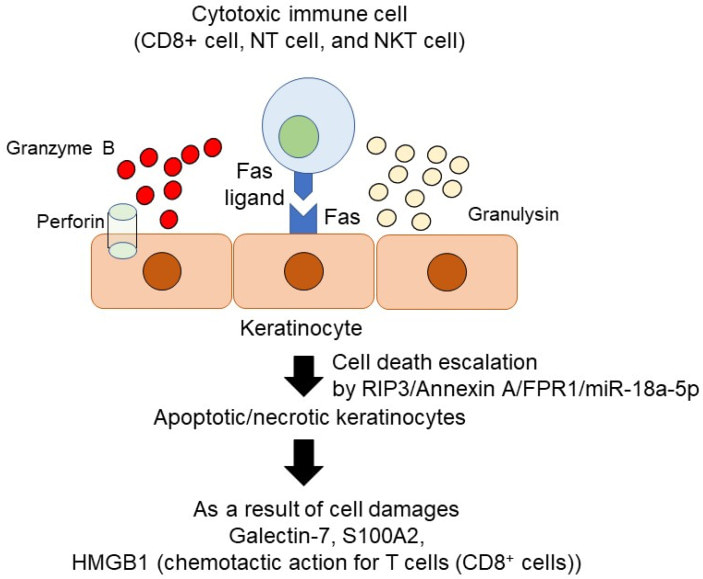 Cytotoxic immune cell
(CD8+ cell, NT cell, and NKT cell)
Granzyme B
Fas
ligand
Perforin
Fas
Granulysin
Keratinocyte
Cell death escalation
by RIP3/Annexin A/FPR1/miR-18a-5p
Apoptotic/necrotic keratinocytes
As a result of cell damages
Galectin-7, S100A2,
HMGB1 (chemotactic action for T cells (CD8⁺ cells))